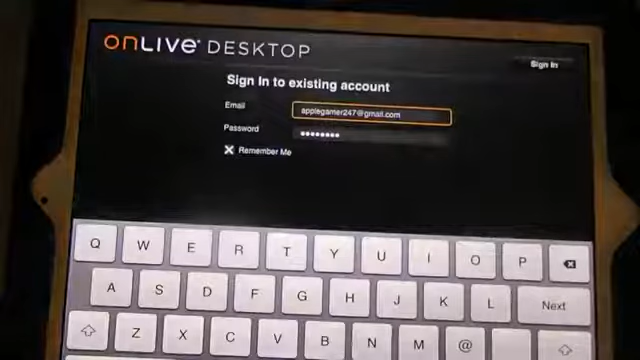 ONLIVE DESKTOP
Sign In
Sign In to existing account
Email
applegamer247@gmail.com
Password
Remember Me
Q W E R T Y U I O P
A S D F G H J K L Next
Z X C V B N M @